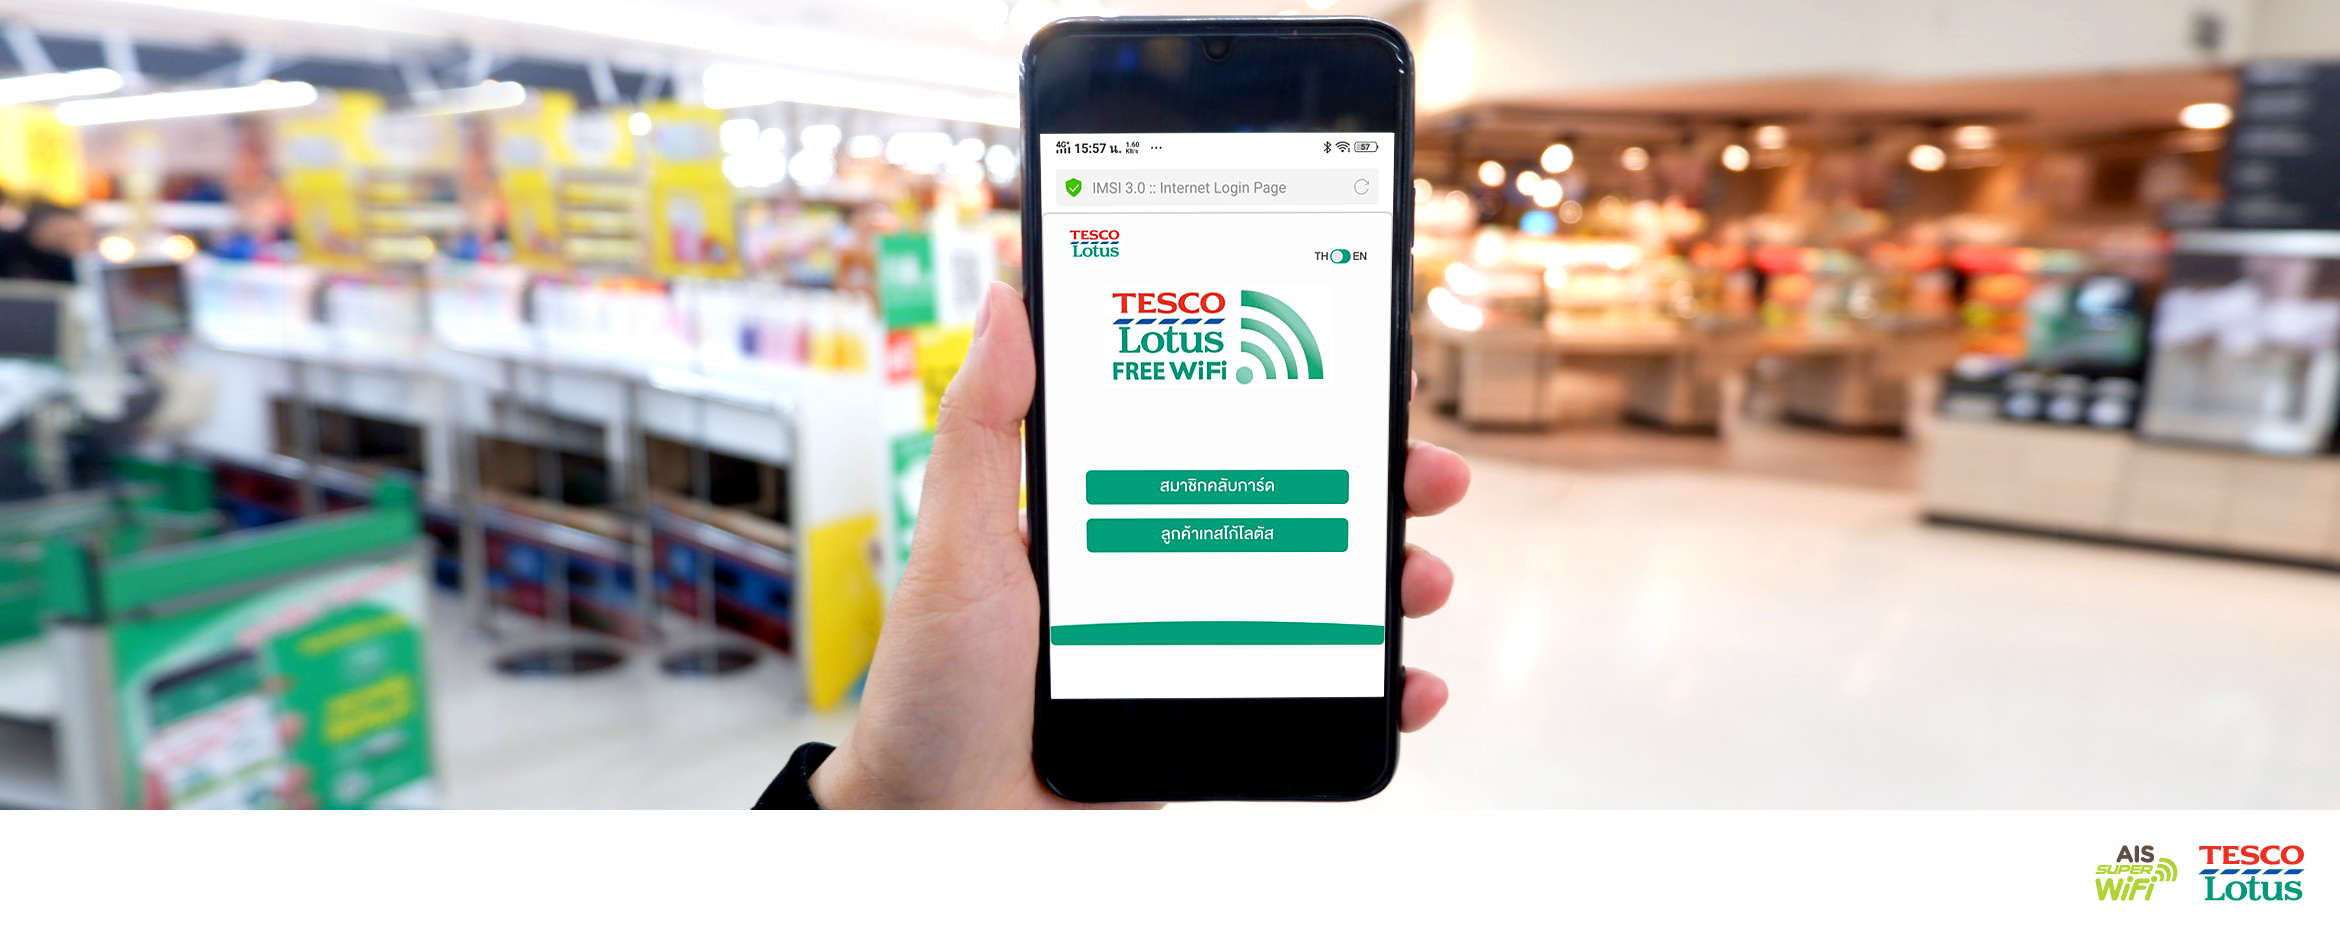 4G+ 15:57 น. 1.60 KB/s ... 57
IMSI 3.0 :: Internet Login Page
TESCO
Lotus
TH EN
TESCO
Lotus
FREE WiFi
สมาชิกคลับการ์ด
ลูกค้าเทสโก้โลตัส
AIS
SUPER
WiFi
TESCO
Lotus